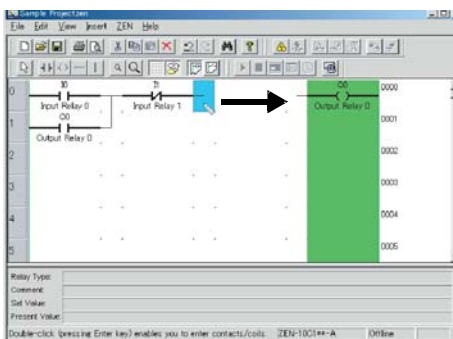 Sample Project.zen
File Edit View Insert ZEN Help
0 I0 I1 Q0 0000
Input Relay 0 Input Relay 1 Output Relay 0
1 Q0 0001
Output Relay 0
2 0002
3 0003
4 0004
5 0005
Relay Type:
Comment:
Set Value:
Present Value:
Double-click (pressing Enter key) enables you to enter contacts/coils. ZEN-10C1**-A Offline